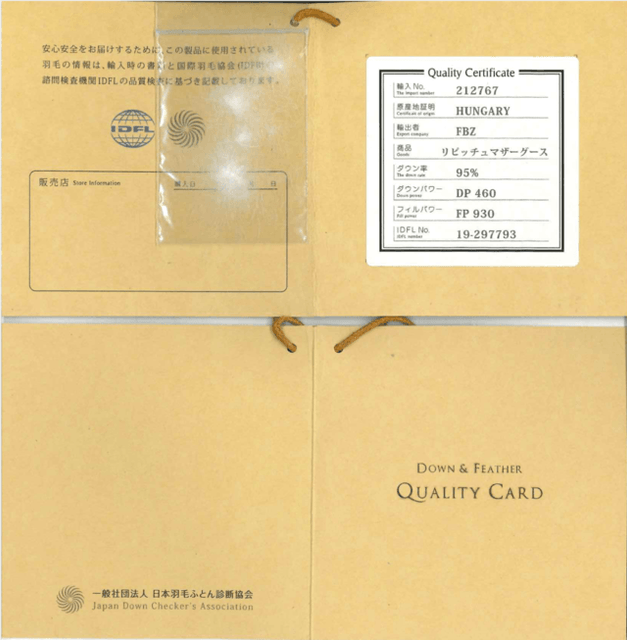 安心安全をお届けするために、この製品に使用されている
羽毛の情報は、輸入時の書類と国際羽毛協会(IDFB)の
諮問検査機関IDFLの品質検査に基づき記載しております。
IDFL
販売店 Store Information
購入日 年 月 日
Quality Certificate
輸入No. 212767
The import number
原産地証明 HUNGARY
Certificate of origin
輸出者 FBZ
Export company
商品 リビッチュマザーグース
Goods
ダウン率 95%
The down rate
ダウンパワー DP 460
Down power
フィルパワー FP 930
Fill power
IDFL No. 19-297793
IDFL number
DOWN & FEATHER
QUALITY CARD
一般社団法人 日本羽毛ふとん診断協会
Japan Down Checker's Association